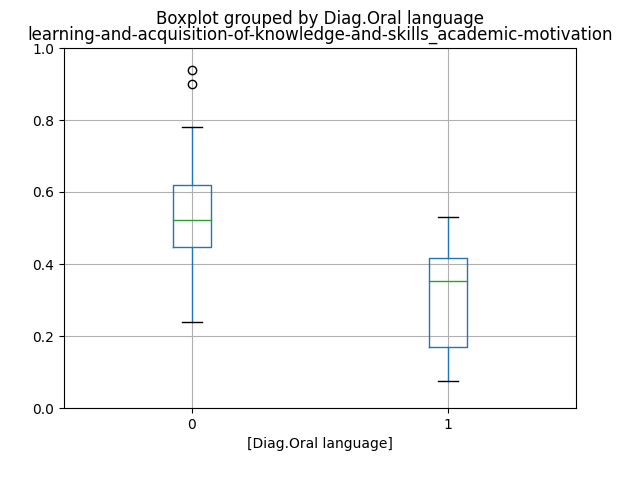 Boxplot grouped by Diag.Oral language
learning-and-acquisition-of-knowledge-and-skills_academic-motivation
1.0
0.8
0.6
0.4
0.2
0.0
0 1
[Diag.Oral language]